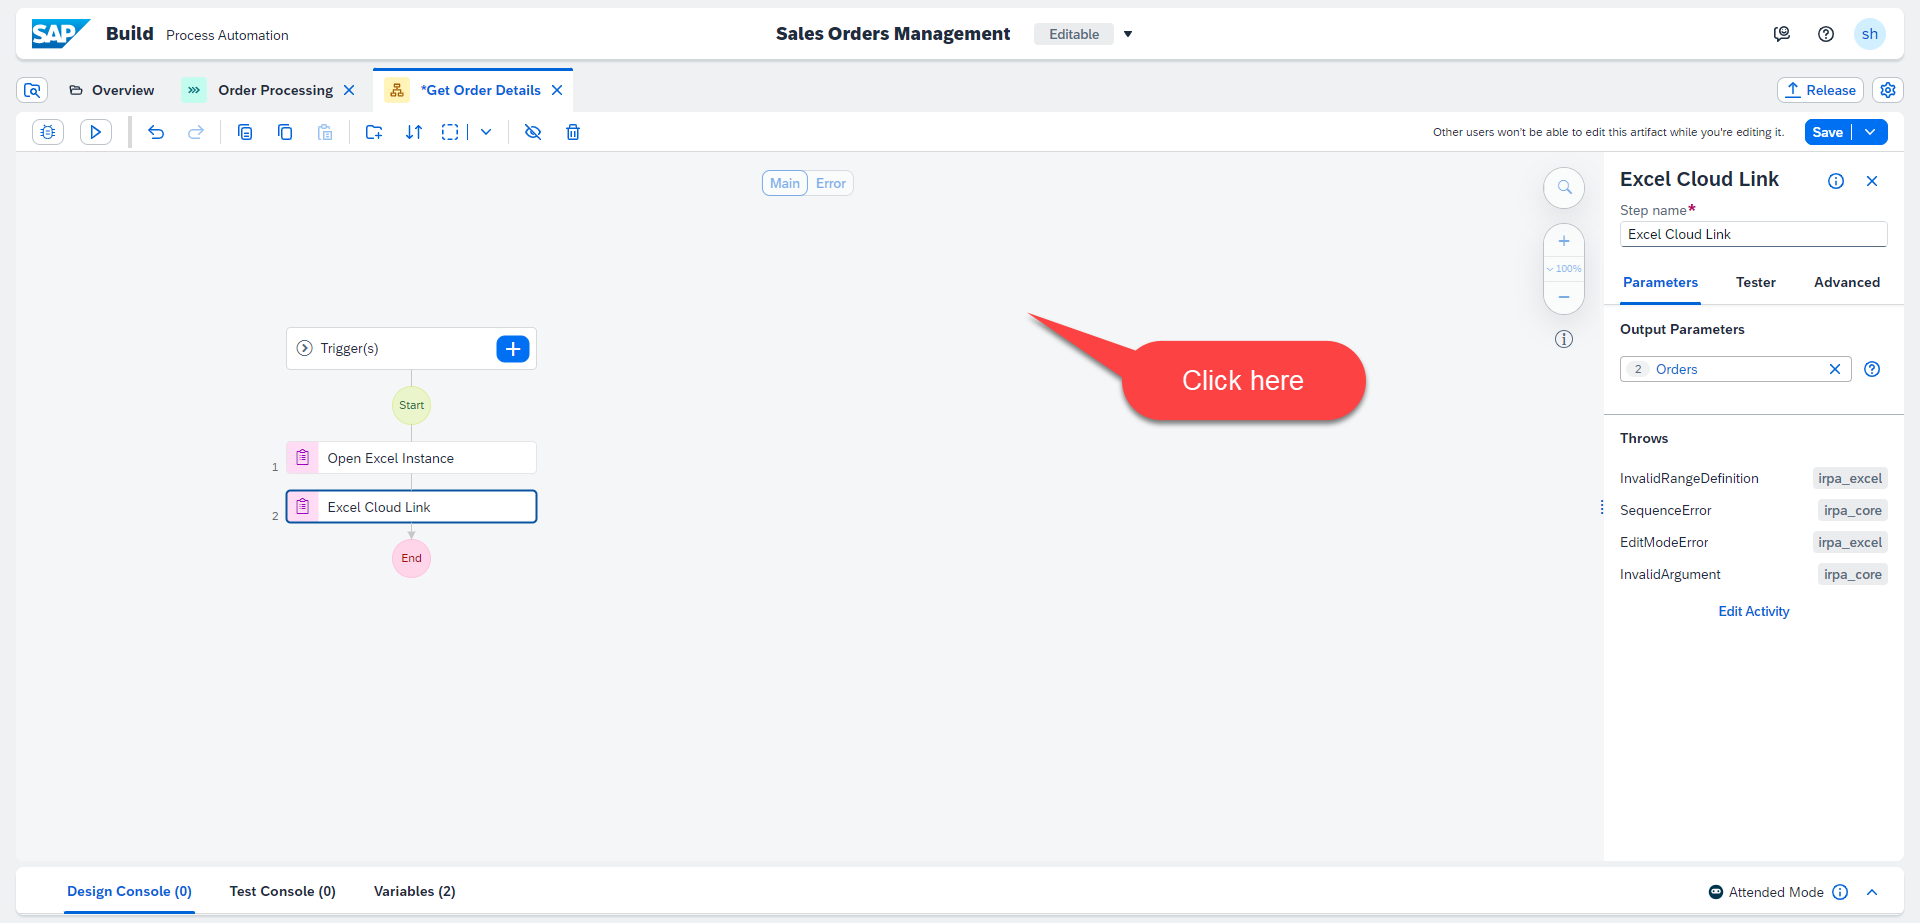 SAP Build Process Automation
Sales Orders Management Editable
sh
Overview
Order Processing
*Get Order Details
Release
Other users won't be able to edit this artifact while you're editing it.
Save
Main Error
100%
Trigger(s)
Start
1 Open Excel Instance
2 Excel Cloud Link
End
Click here
Excel Cloud Link
Step name*
Excel Cloud Link
Parameters Tester Advanced
Output Parameters
2 Orders
Throws
InvalidRangeDefinition irpa_excel
SequenceError irpa_core
EditModeError irpa_excel
InvalidArgument irpa_core
Edit Activity
Design Console (0) Test Console (0) Variables (2)
Attended Mode